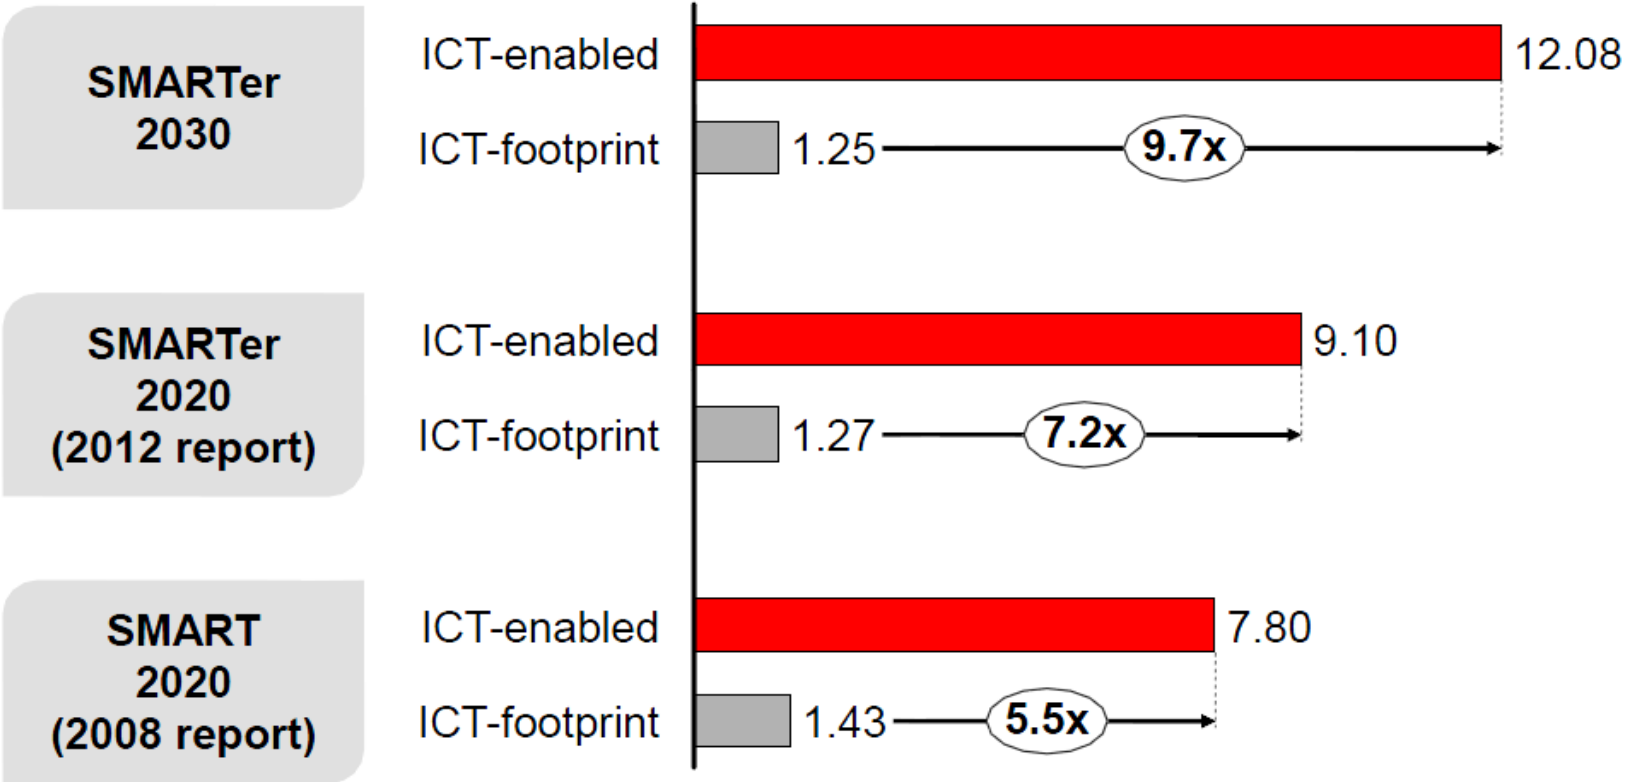 SMARTer
2030
ICT-enabled
12.08
ICT-footprint
1.25
9.7x
SMARTer
2020
(2012 report)
ICT-enabled
9.10
ICT-footprint
1.27
7.2x
SMART
2020
(2008 report)
ICT-enabled
7.80
ICT-footprint
1.43
5.5x